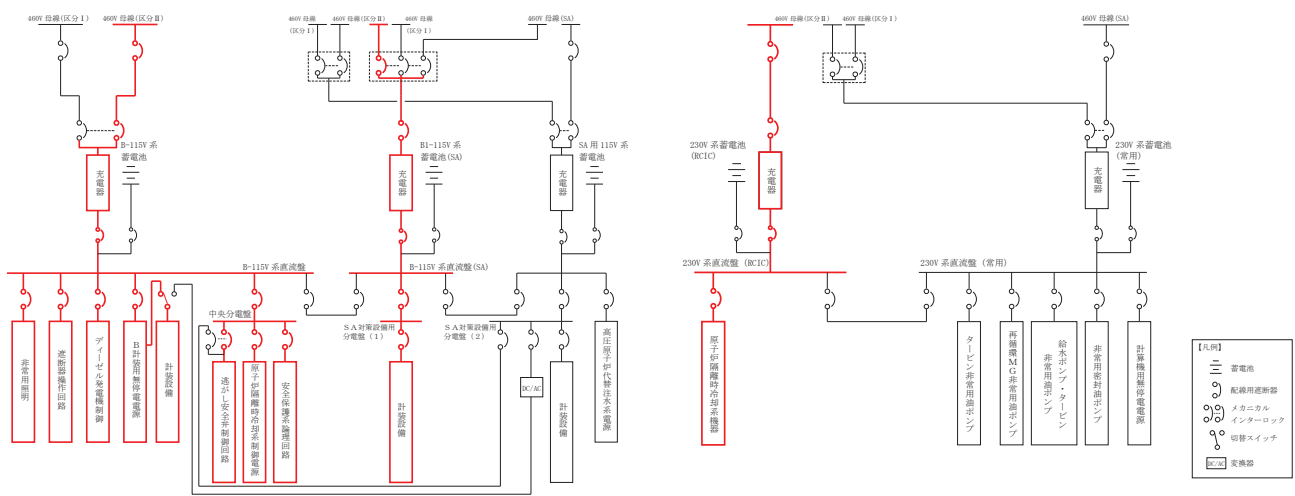 460V 母線(区分Ⅰ)
460V 母線(区分Ⅱ)
460V 母線
(区分Ⅰ)
460V 母線(区分Ⅱ)
460V 母線
(区分Ⅰ)
460V 母線(SA)
460V 母線(区分Ⅱ)
460V 母線(区分Ⅰ)
460V 母線(SA)
B-115V 系
蓄電池
充電器
B1-115V 系
蓄電池(SA)
充電器
SA 用 115V 系
蓄電池
充電器
230V 系蓄電池
(RCIC)
充電器
230V 系蓄電池
(常用)
充電器
B-115V 系直流盤
B-115V 系直流盤(SA)
230V 系直流盤 (RCIC)
230V 系直流盤 (常用)
中央分電盤
SA対策設備用
分電盤 (1)
SA対策設備用
分電盤 (2)
非常用照明
遮断器操作回路
ディーゼル発電機制御
B計装用無停電電源
計装設備
逃がし安全弁制御回路
原子炉隔離時冷却系制御電源
安全保護系論理回路
計装設備
DC/AC
計装設備
高圧原子炉代替注水系電源
原子炉隔離時冷却系機器
タービン非常用油ポンプ
再循環MG非常用油ポンプ
給水ポンプ・タービン
非常用油ポンプ
非常用密封油ポンプ
計算機用無停電電源
【凡例】
蓄電池
配線用遮断器
メカニカル
インターロック
切替スイッチ
DC/AC 変換器